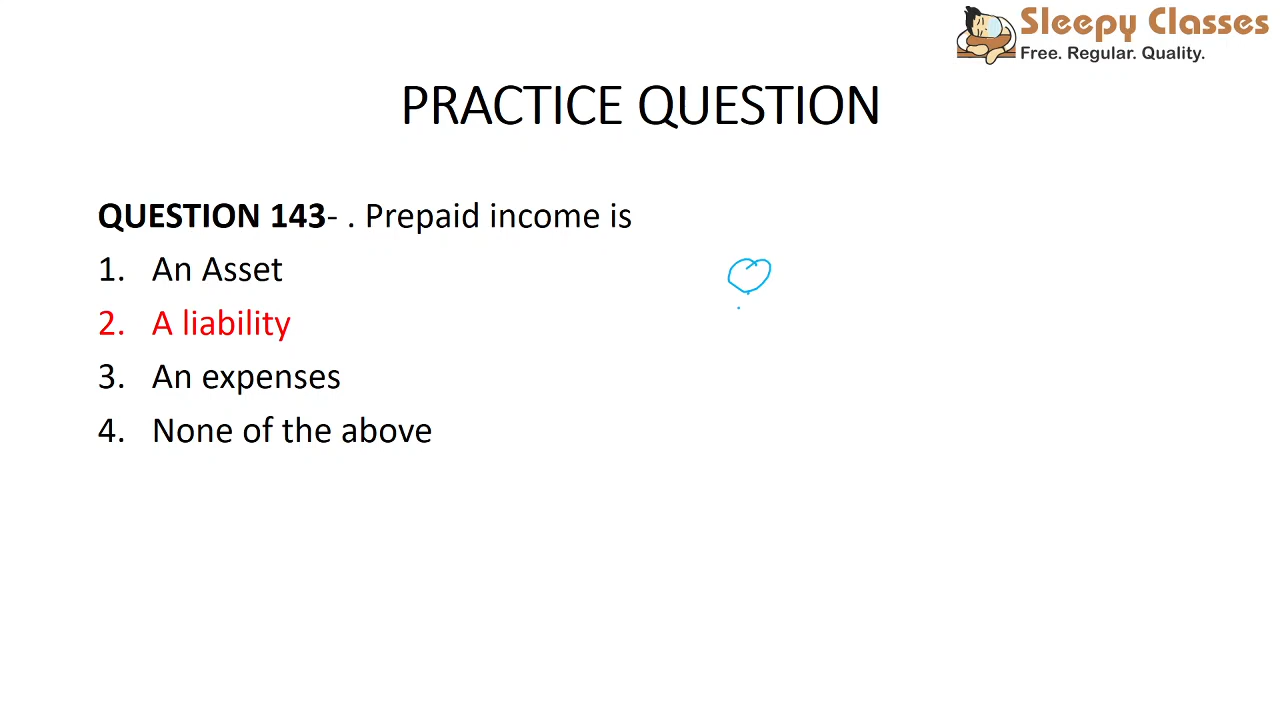 Sleepy Classes
Free. Regular. Quality.
PRACTICE QUESTION
QUESTION 143- . Prepaid income is
1. An Asset
2. A liability
3. An expenses
4. None of the above